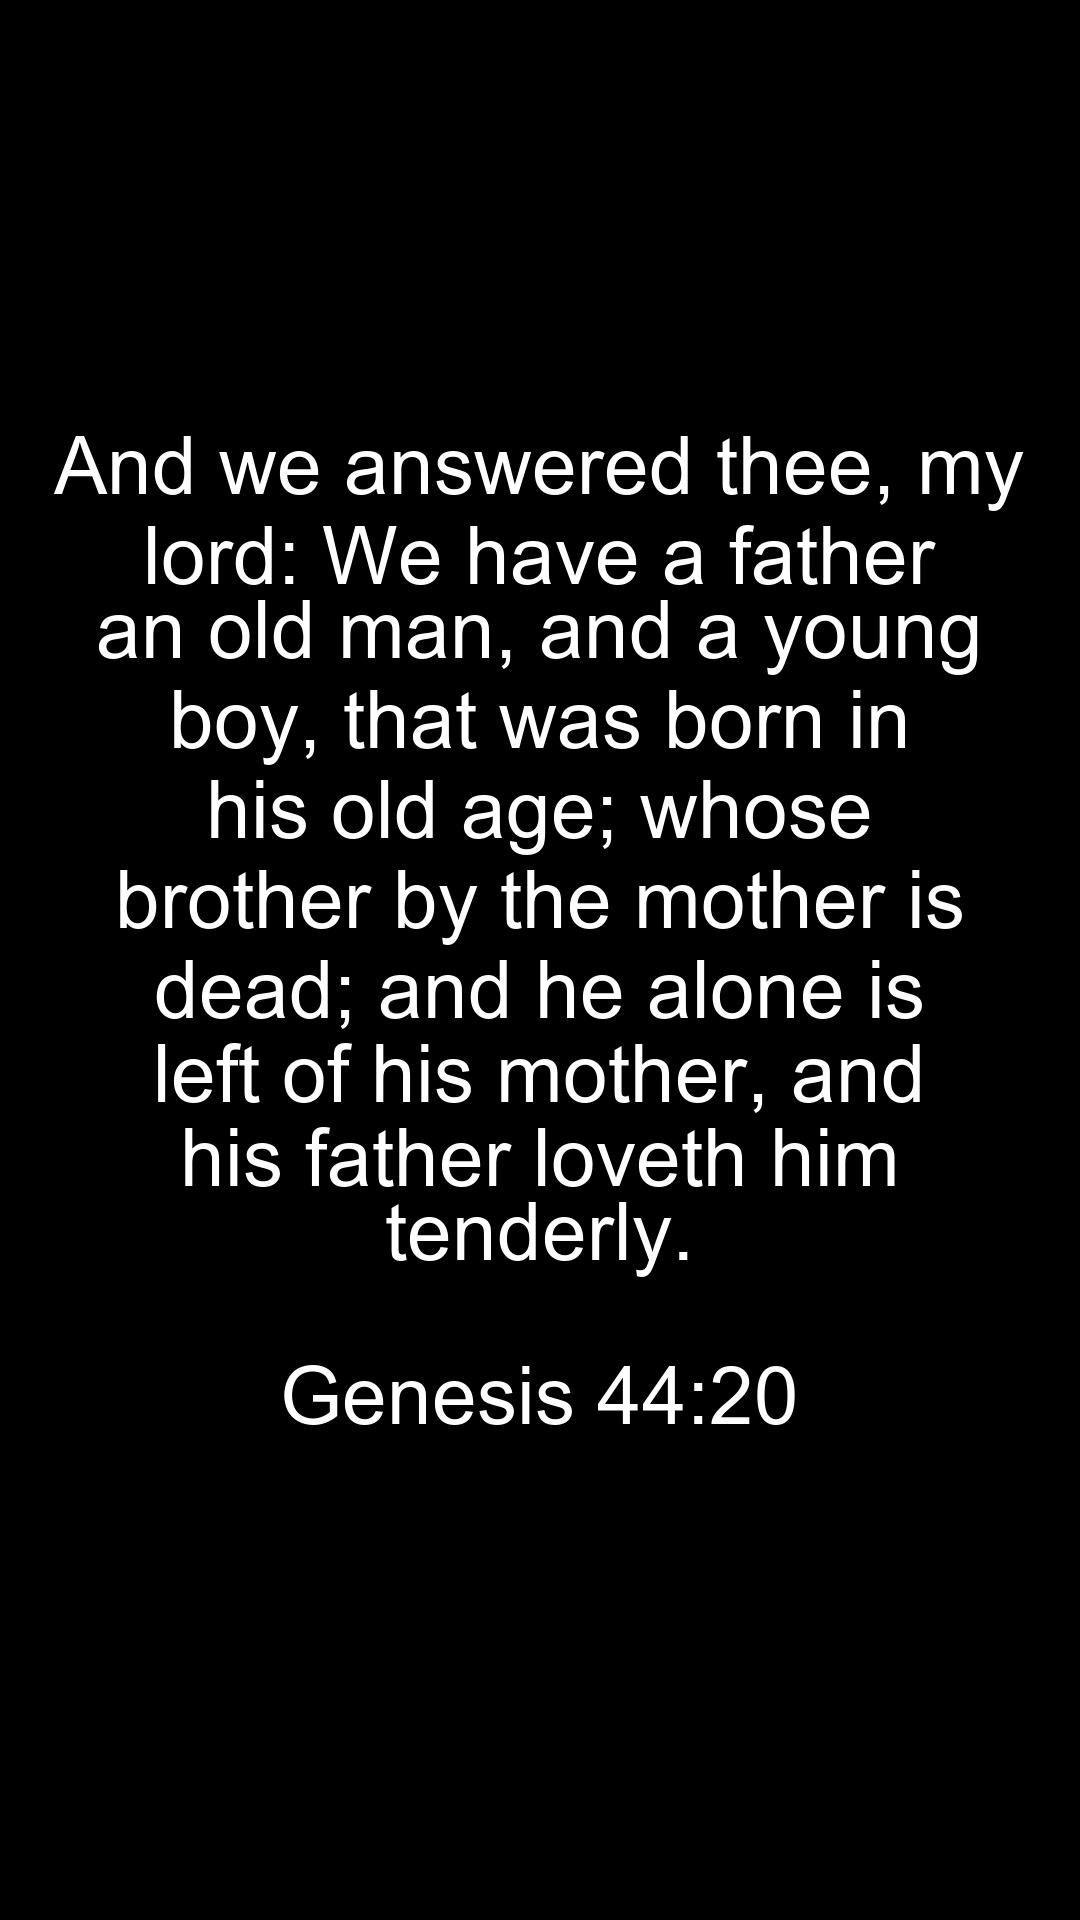 And we answered thee, my
lord: We have a father
an old man, and a young
boy, that was born in
his old age; whose
brother by the mother is
dead; and he alone is
left of his mother, and
his father loveth him
tenderly.
Genesis 44:20